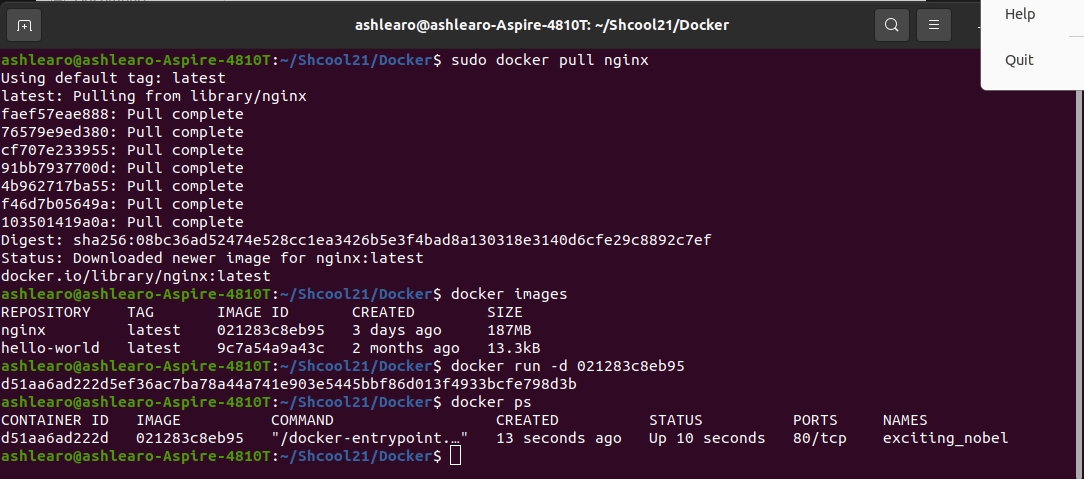 ashlearo@ashlearo-Aspire-4810T: ~/Shcool21/Docker
Help
Quit
ashlearo@ashlearo-Aspire-4810T:~/Shcool21/Docker$ sudo docker pull nginx
Using default tag: latest
latest: Pulling from library/nginx
faef57eae888: Pull complete
76579e9ed380: Pull complete
cf707e233955: Pull complete
91bb7937700d: Pull complete
4b962717ba55: Pull complete
f46d7b05649a: Pull complete
103501419a0a: Pull complete
Digest: sha256:08bc36ad52474e528cc1ea3426b5e3f4bad8a130318e3140d6cfe29c8892c7ef
Status: Downloaded newer image for nginx:latest
docker.io/library/nginx:latest
ashlearo@ashlearo-Aspire-4810T:~/Shcool21/Docker$ docker images
REPOSITORY TAG IMAGE ID CREATED SIZE
nginx latest 021283c8eb95 3 days ago 187MB
hello-world latest 9c7a54a9a43c 2 months ago 13.3kB
ashlearo@ashlearo-Aspire-4810T:~/Shcool21/Docker$ docker run -d 021283c8eb95
d51aa6ad222d5ef36ac7ba78a44a741e903e5445bbf86d013f4933bcfe798d3b
ashlearo@ashlearo-Aspire-4810T:~/Shcool21/Docker$ docker ps
CONTAINER ID IMAGE COMMAND CREATED STATUS PORTS NAMES
d51aa6ad222d 021283c8eb95 "/docker-entrypoint.…" 13 seconds ago Up 10 seconds 80/tcp exciting_nobel
ashlearo@ashlearo-Aspire-4810T:~/Shcool21/Docker$